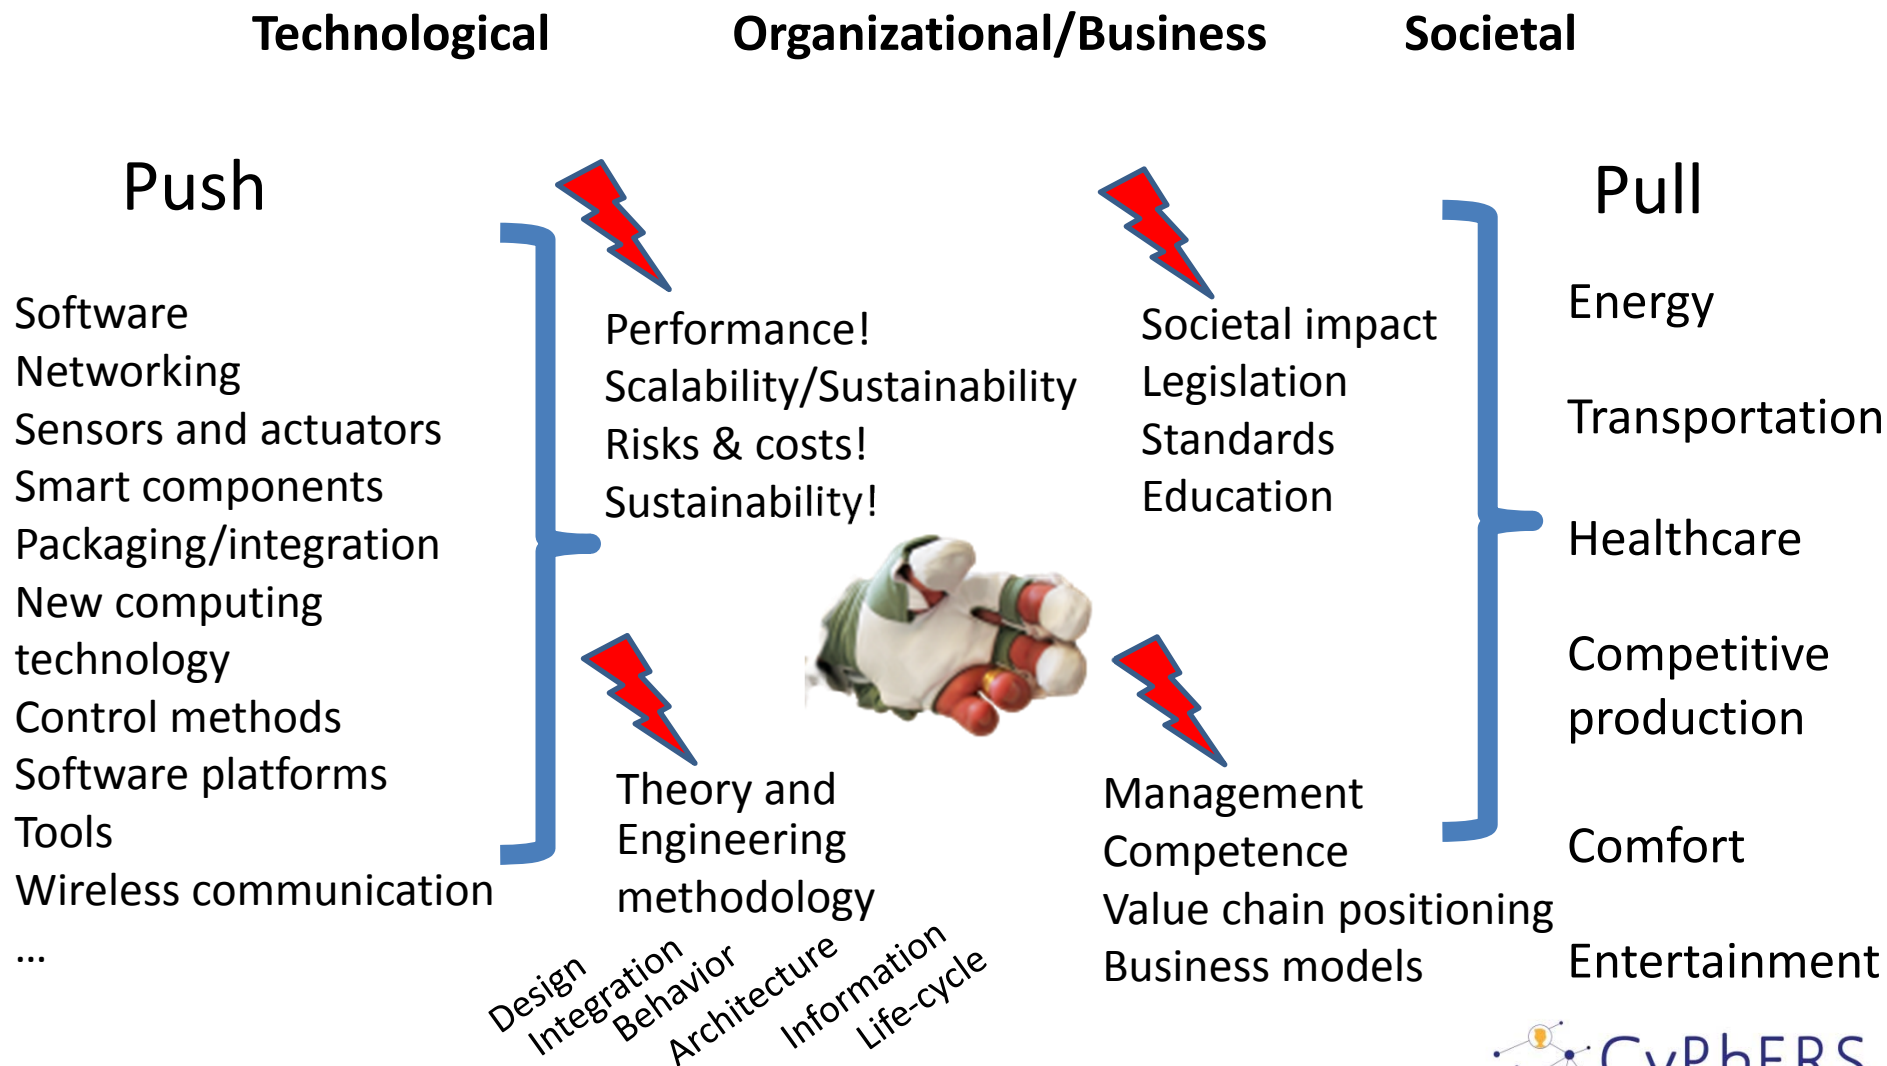 Technological
Organizational/Business
Societal
Push
Pull
Software
Networking
Sensors and actuators
Smart components
Packaging/integration
New computing
technology
Control methods
Software platforms
Tools
Wireless communication
...
Performance!
Scalability/Sustainability
Risks & costs!
Sustainability!
Societal impact
Legislation
Standards
Education
Theory and
Engineering
methodology
Design
Integration
Behavior
Architecture
Information
Life-cycle
Management
Competence
Value chain positioning
Business models
Energy
Transportation
Healthcare
Competitive
production
Comfort
Entertainment
CyPhERS